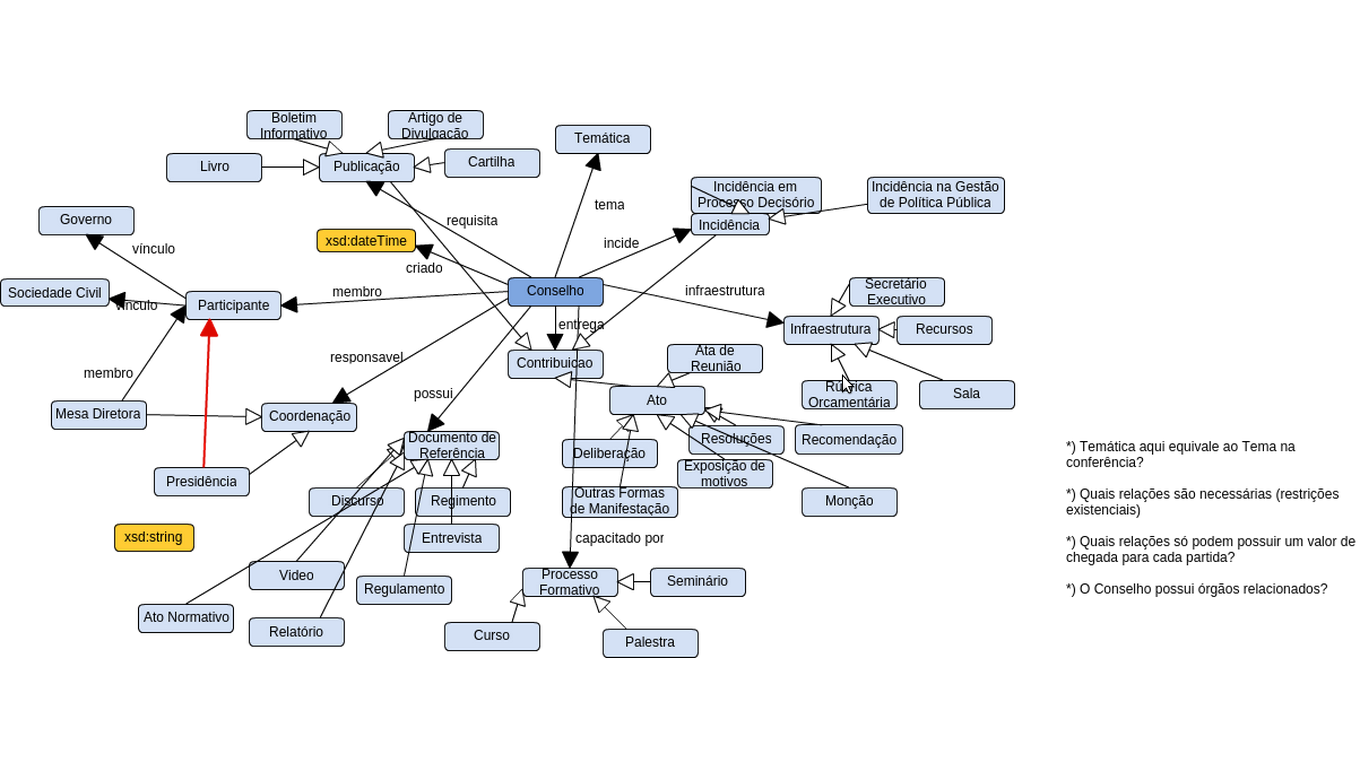 Boletim
Informativo
Artigo de
Divulgação
Temática
Livro
Publicação
Cartilha
Incidência em
Processo Decisório
Incidência na Gestão
de Política Pública
Governo
requisita
tema
Incidência
vínculo
xsd:dateTime
incide
criado
Sociedade Civil
vínculo
Participante
membro
Conselho
infraestrutura
Secretário
Executivo
entrega
Infraestrutura
Recursos
responsavel
Contribuicao
Ata de
Reunião
membro
possui
Ato
Rúbrica
Orcamentária
Sala
Mesa Diretora
Coordenação
Documento de
Referência
Resoluções
Recomendação
Deliberação
Exposição de
motivos
Presidência
Discurso
Regimento
Outras Formas
de Manifestação
Monção
xsd:string
Entrevista
capacitado por
Video
Regulamento
Processo
Formativo
Seminário
Ato Normativo
Relatório
Curso
Palestra
*) Temática aqui equivale ao Tema na
conferência?
*) Quais relações são necessárias (restrições
existenciais)
*) Quais relações só podem possuir um valor de
chegada para cada partida?
*) O Conselho possui órgãos relacionados?